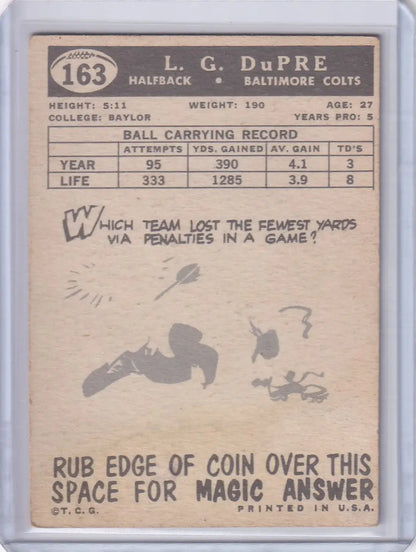 163
L. G. DuPRE
HALFBACK • BALTIMORE COLTS
HEIGHT: 5:11 WEIGHT: 190 AGE: 27
COLLEGE: BAYLOR YEARS PRO: 5
BALL CARRYING RECORD
ATTEMPTS YDS. GAINED AV. GAIN TD'S
YEAR 95 390 4.1 3
LIFE 333 1285 3.9 8
WHICH TEAM LOST THE FEWEST YARDS
VIA PENALTIES IN A GAME?
RUB EDGE OF COIN OVER THIS
SPACE FOR MAGIC ANSWER
©T.C.G. PRINTED IN U.S.A.